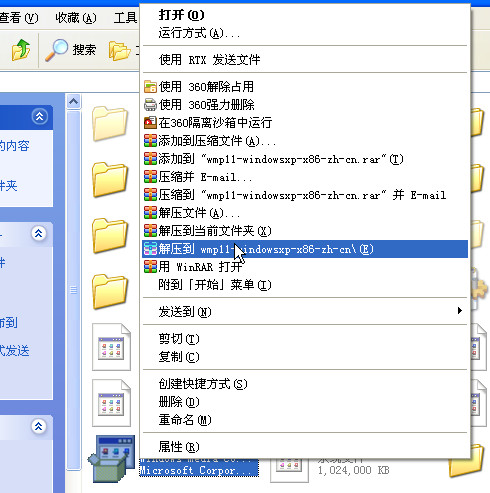 查看(V) 收藏(A) 工具
搜索
的内容
件夹
件
布到
式发送
打开(O)
运行方式(A)...
使用 RTX 发送文件
使用 360解除占用
使用 360强力删除
在360隔离沙箱中运行
添加到压缩文件(A)...
添加到 "wmp11-windowsxp-x86-zh-cn.rar"(T)
压缩并 E-mail...
压缩到 "wmp11-windowsxp-x86-zh-cn.rar" 并 E-mail
解压文件(A)...
解压到当前文件夹(X)
解压到 wmp11-windowsxp-x86-zh-cn\(E)
用 WinRAR 打开
附到「开始」菜单(I)
发送到(N)
剪切(T)
复制(C)
创建快捷方式(S)
删除(D)
重命名(M)
属性(R)
Microsoft Corpor...
1,024,000 KB